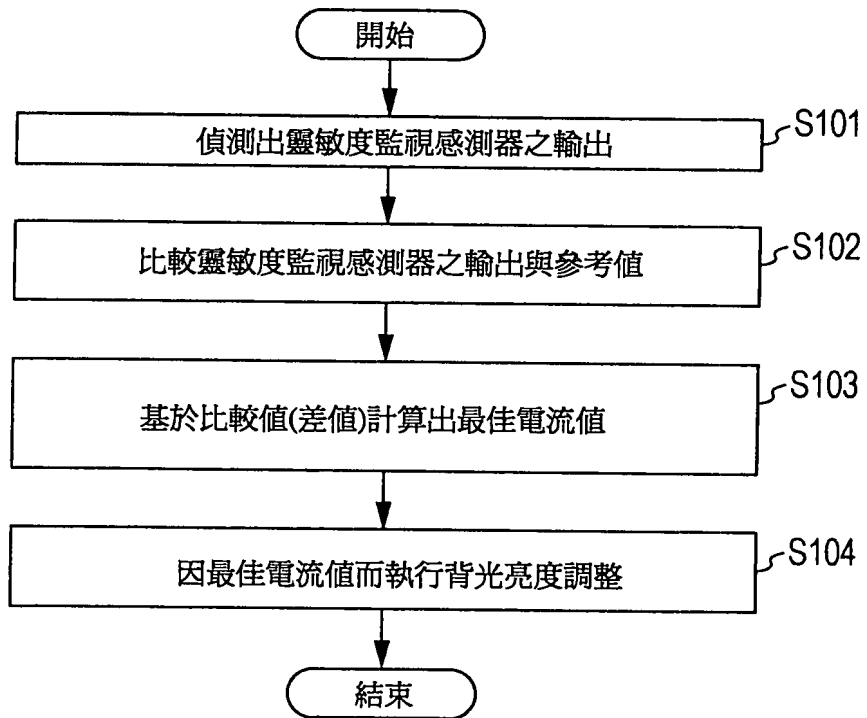 開始
偵測出靈敏度監視感測器之輸出
S101
比較靈敏度監視感測器之輸出與參考值
S102
基於比較值(差值)計算出最佳電流值
S103
因最佳電流值而執行背光亮度調整
S104
結束